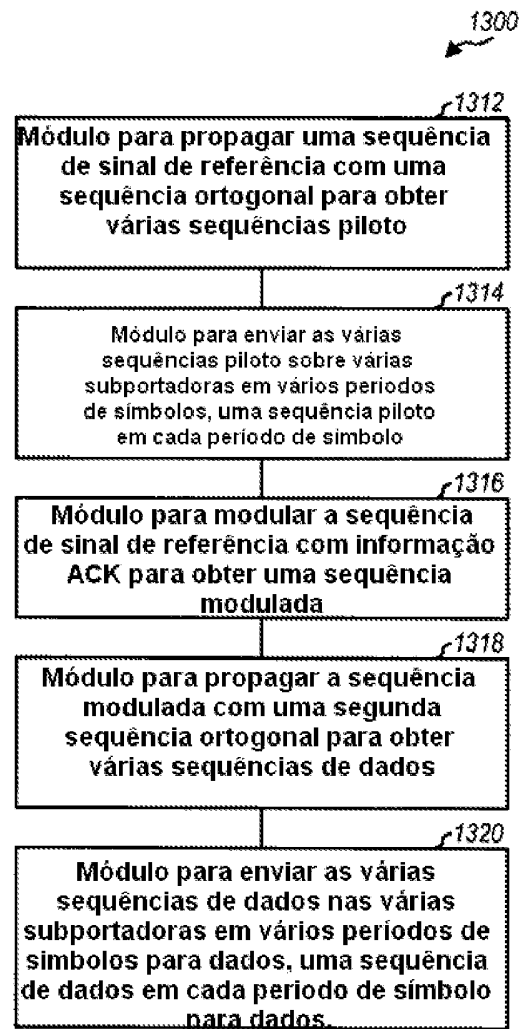 1300
1312
Módulo para propagar uma sequência
de sinal de referência com uma
sequência ortogonal para obter
várias sequências piloto
1314
Módulo para enviar as várias
sequências piloto sobre várias
subportadoras em vários periodos
de símbolos, uma sequência piloto
em cada período de simbolo
1316
Módulo para modular a sequência
de sinal de referência com informação
ACK para obter uma sequência
modulada
1318
Módulo para propagar a sequência
modulada com uma segunda
sequência ortogonal para obter
várias sequências de dados
1320
Módulo para enviar as várias
sequências de dados nas várias
subportadoras em vários períodos de
simbolos para dados, uma sequência
de dados em cada periodo de símbolo
para dados.